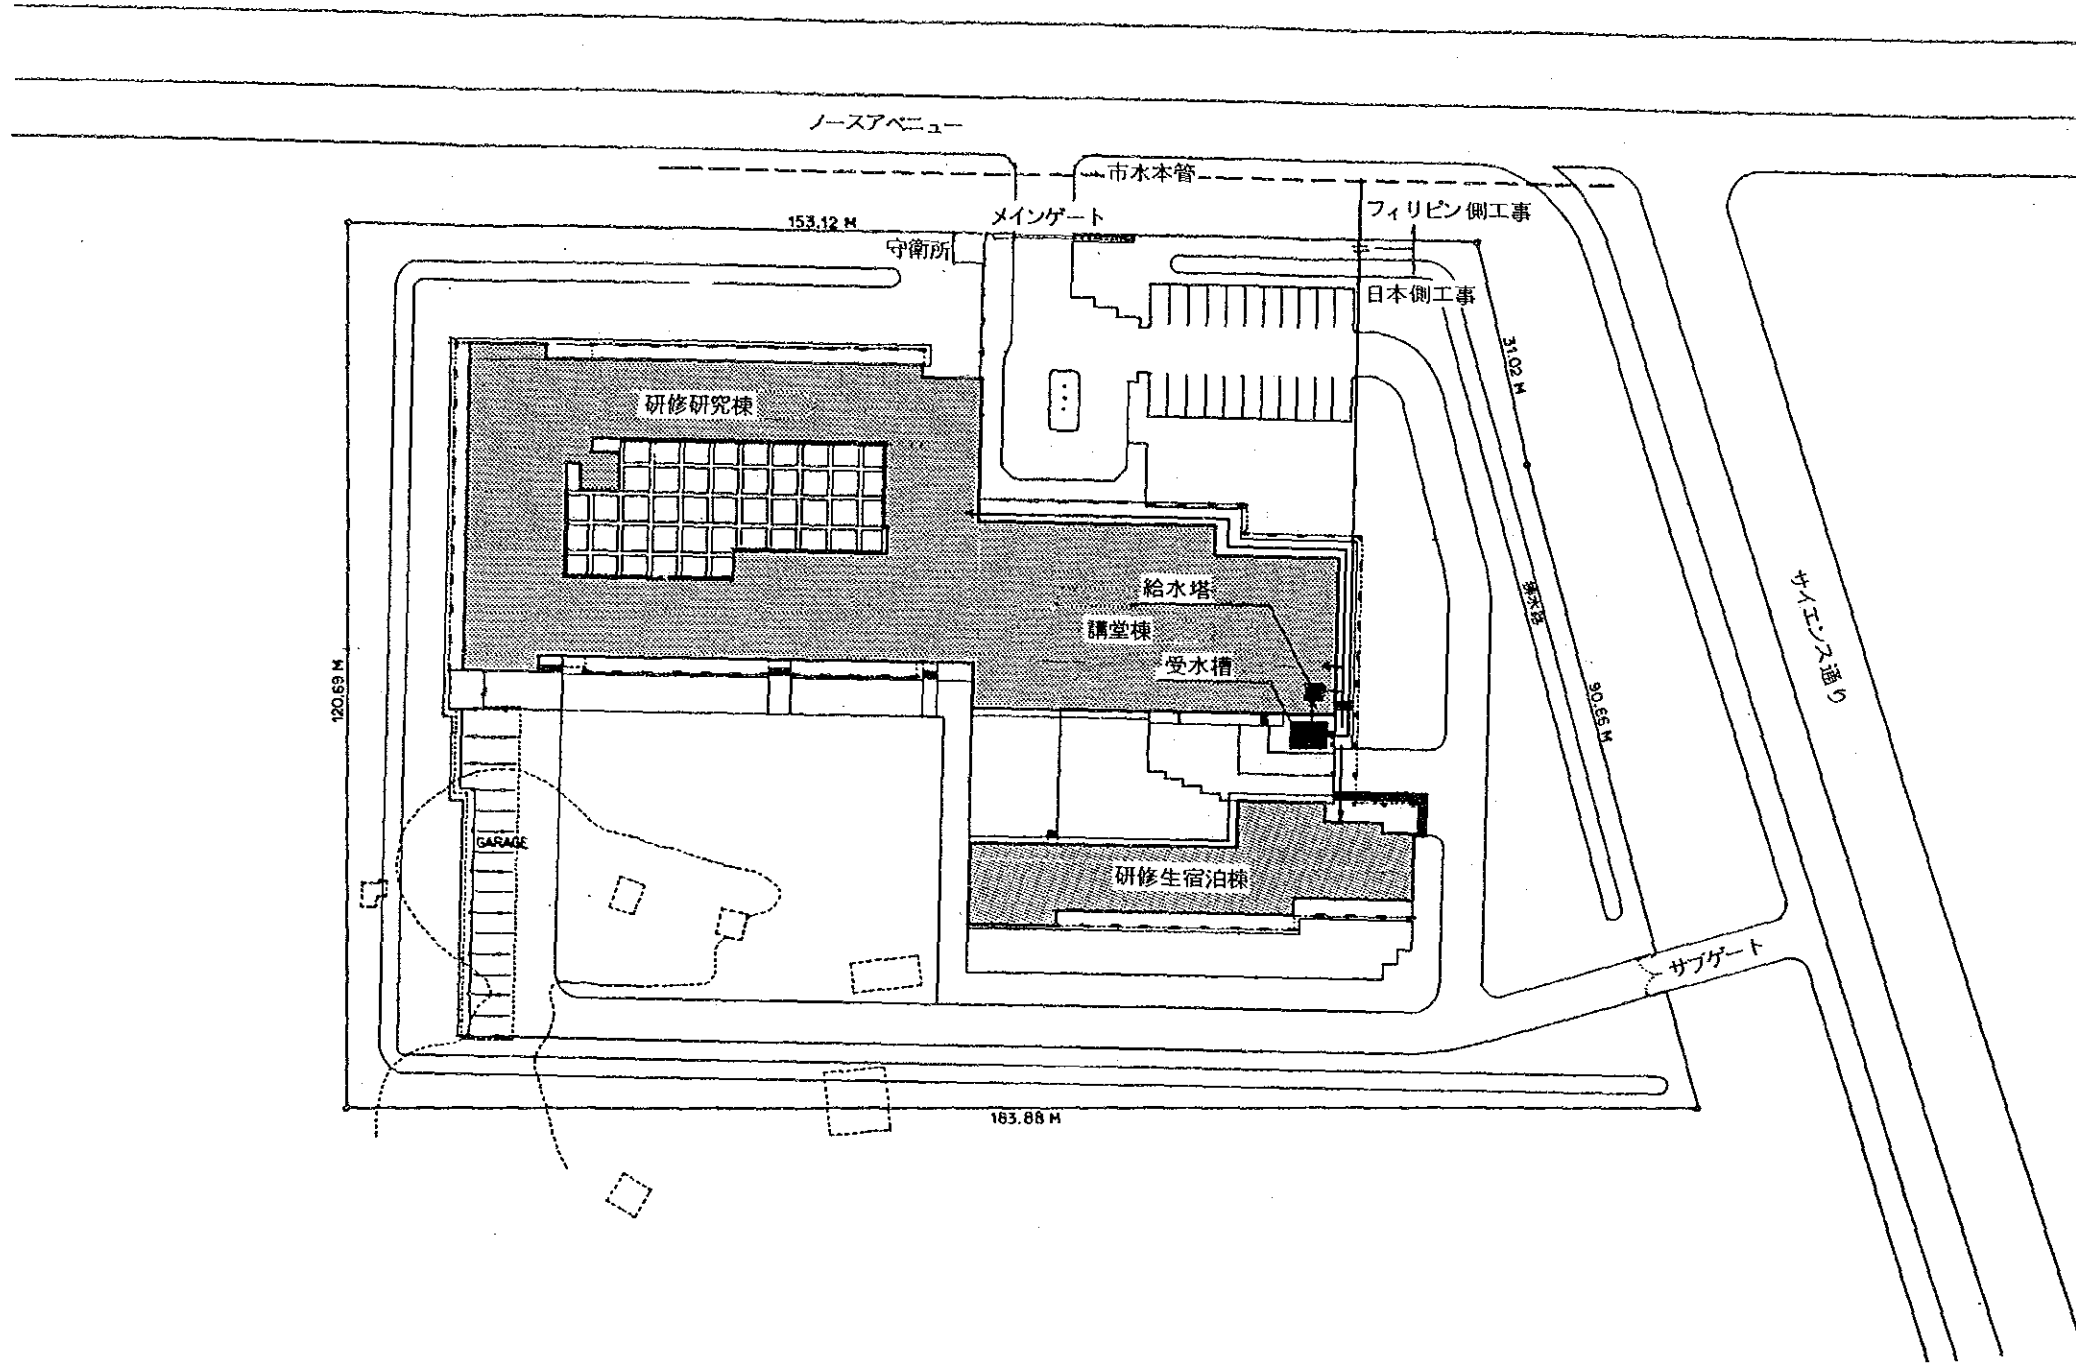 ノースアベニュー
市水本管
メインゲート
フィリピン側工事
153.12 M
守衛所
日本側工事
31.02 M
研修研究棟
給水塔
サイエンス通り
講堂棟
受水槽
120.69 M
90.66 M
GARAGE
研修生宿泊棟
サブゲート
183.88 M